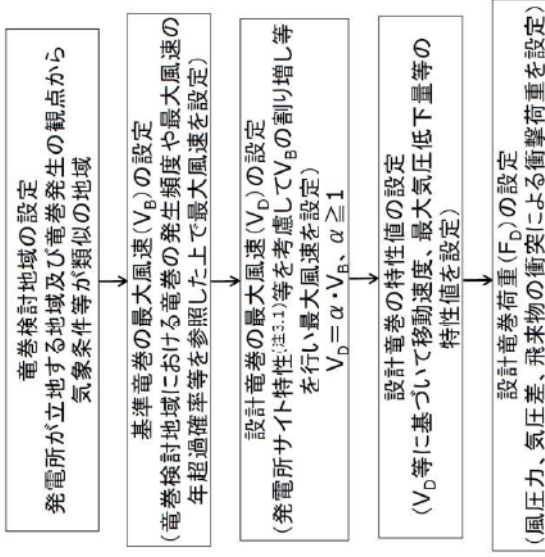 竜巻検討地域の設定
発電所が立地する地域及び竜巻発生の観点から
気象条件等が類似の地域
基準竜巻の最大風速(VB)の設定
(竜巻検討地域における竜巻の発生頻度や最大風速の
年超過確率等を参照した上で最大風速を設定)
設計竜巻の最大風速(VD)の設定
(発電所サイト特性(注3.1)等を考慮してVBの割り増し等
を行い最大風速を設定)
VD=α・VB、α≧1
設計竜巻の特性値の設定
(VD等に基づいて移動速度、最大気圧低下量等の
特性値を設定)
設計竜巻荷重(FD)の設定
(風圧力、気圧差、飛来物の衝突による衝撃荷重を設定)